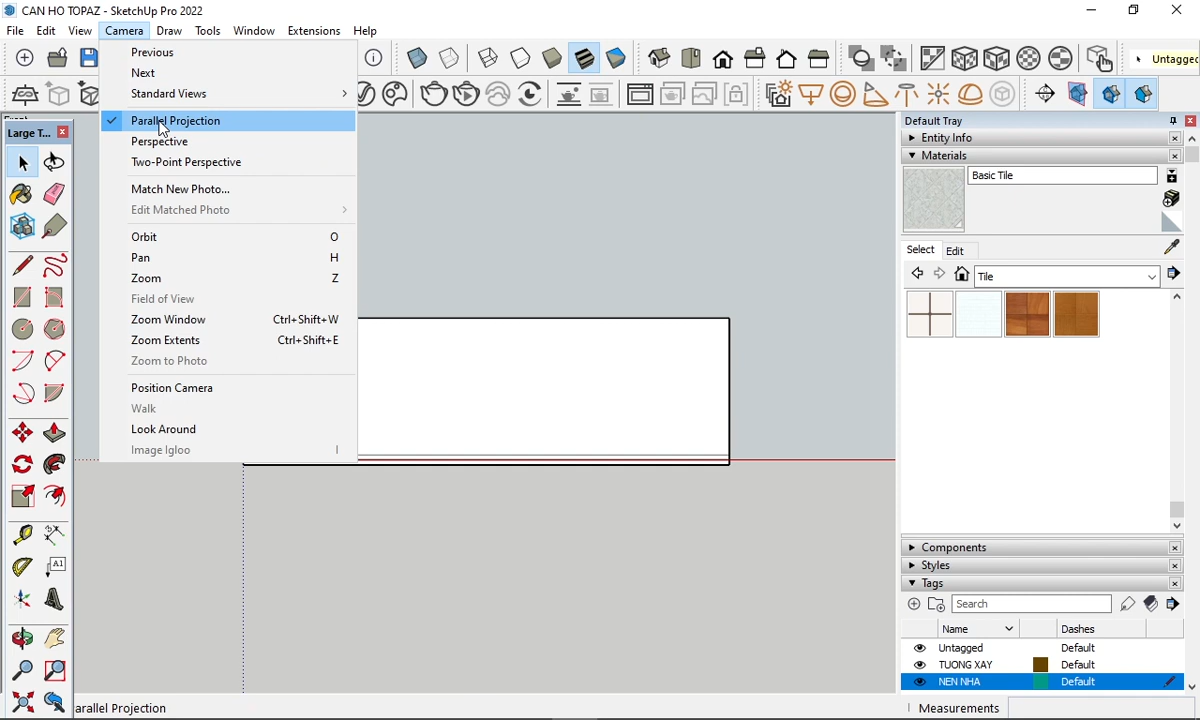 CAN HO TOPAZ - SketchUp Pro 2022
File Edit View Camera Draw Tools Window Extensions Help
Previous
Next
Standard Views
Parallel Projection
Perspective
Two-Point Perspective
Match New Photo...
Edit Matched Photo
Orbit O
Pan H
Zoom Z
Field of View
Zoom Window Ctrl+Shift+W
Zoom Extents Ctrl+Shift+E
Zoom to Photo
Position Camera
Walk
Look Around
Image Igloo I
Untagged
Large T...
A1
Default Tray
Entity Info
Materials
Basic Tile
Select Edit
Tile
Components
Styles
Tags
Search
Name Dashes
Untagged Default
TUONG XAY Default
NEN NHA Default
arallel Projection
Measurements